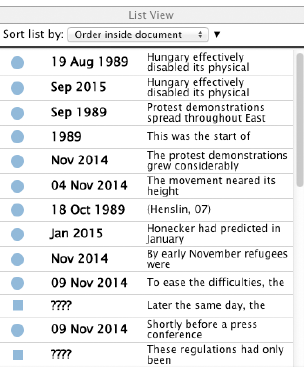 List View
Sort list by: Order inside document
19 Aug 1989 Hungary effectively
disabled its physical
Sep 2015 Hungary effectively
disabled its physical
Sep 1989 Protest demonstrations
spread throughout East
1989 This was the start of
Nov 2014 The protest demonstrations
grew considerably
04 Nov 2014 The movement neared its
height
18 Oct 1989 (Henslin, 07)
Jan 2015 Honecker had predicted in
January
Nov 2014 By early November refugees
were
09 Nov 2014 To ease the difficulties, the
???? Later the same day, the
09 Nov 2014 Shortly before a press
conference
???? These regulations had only
been